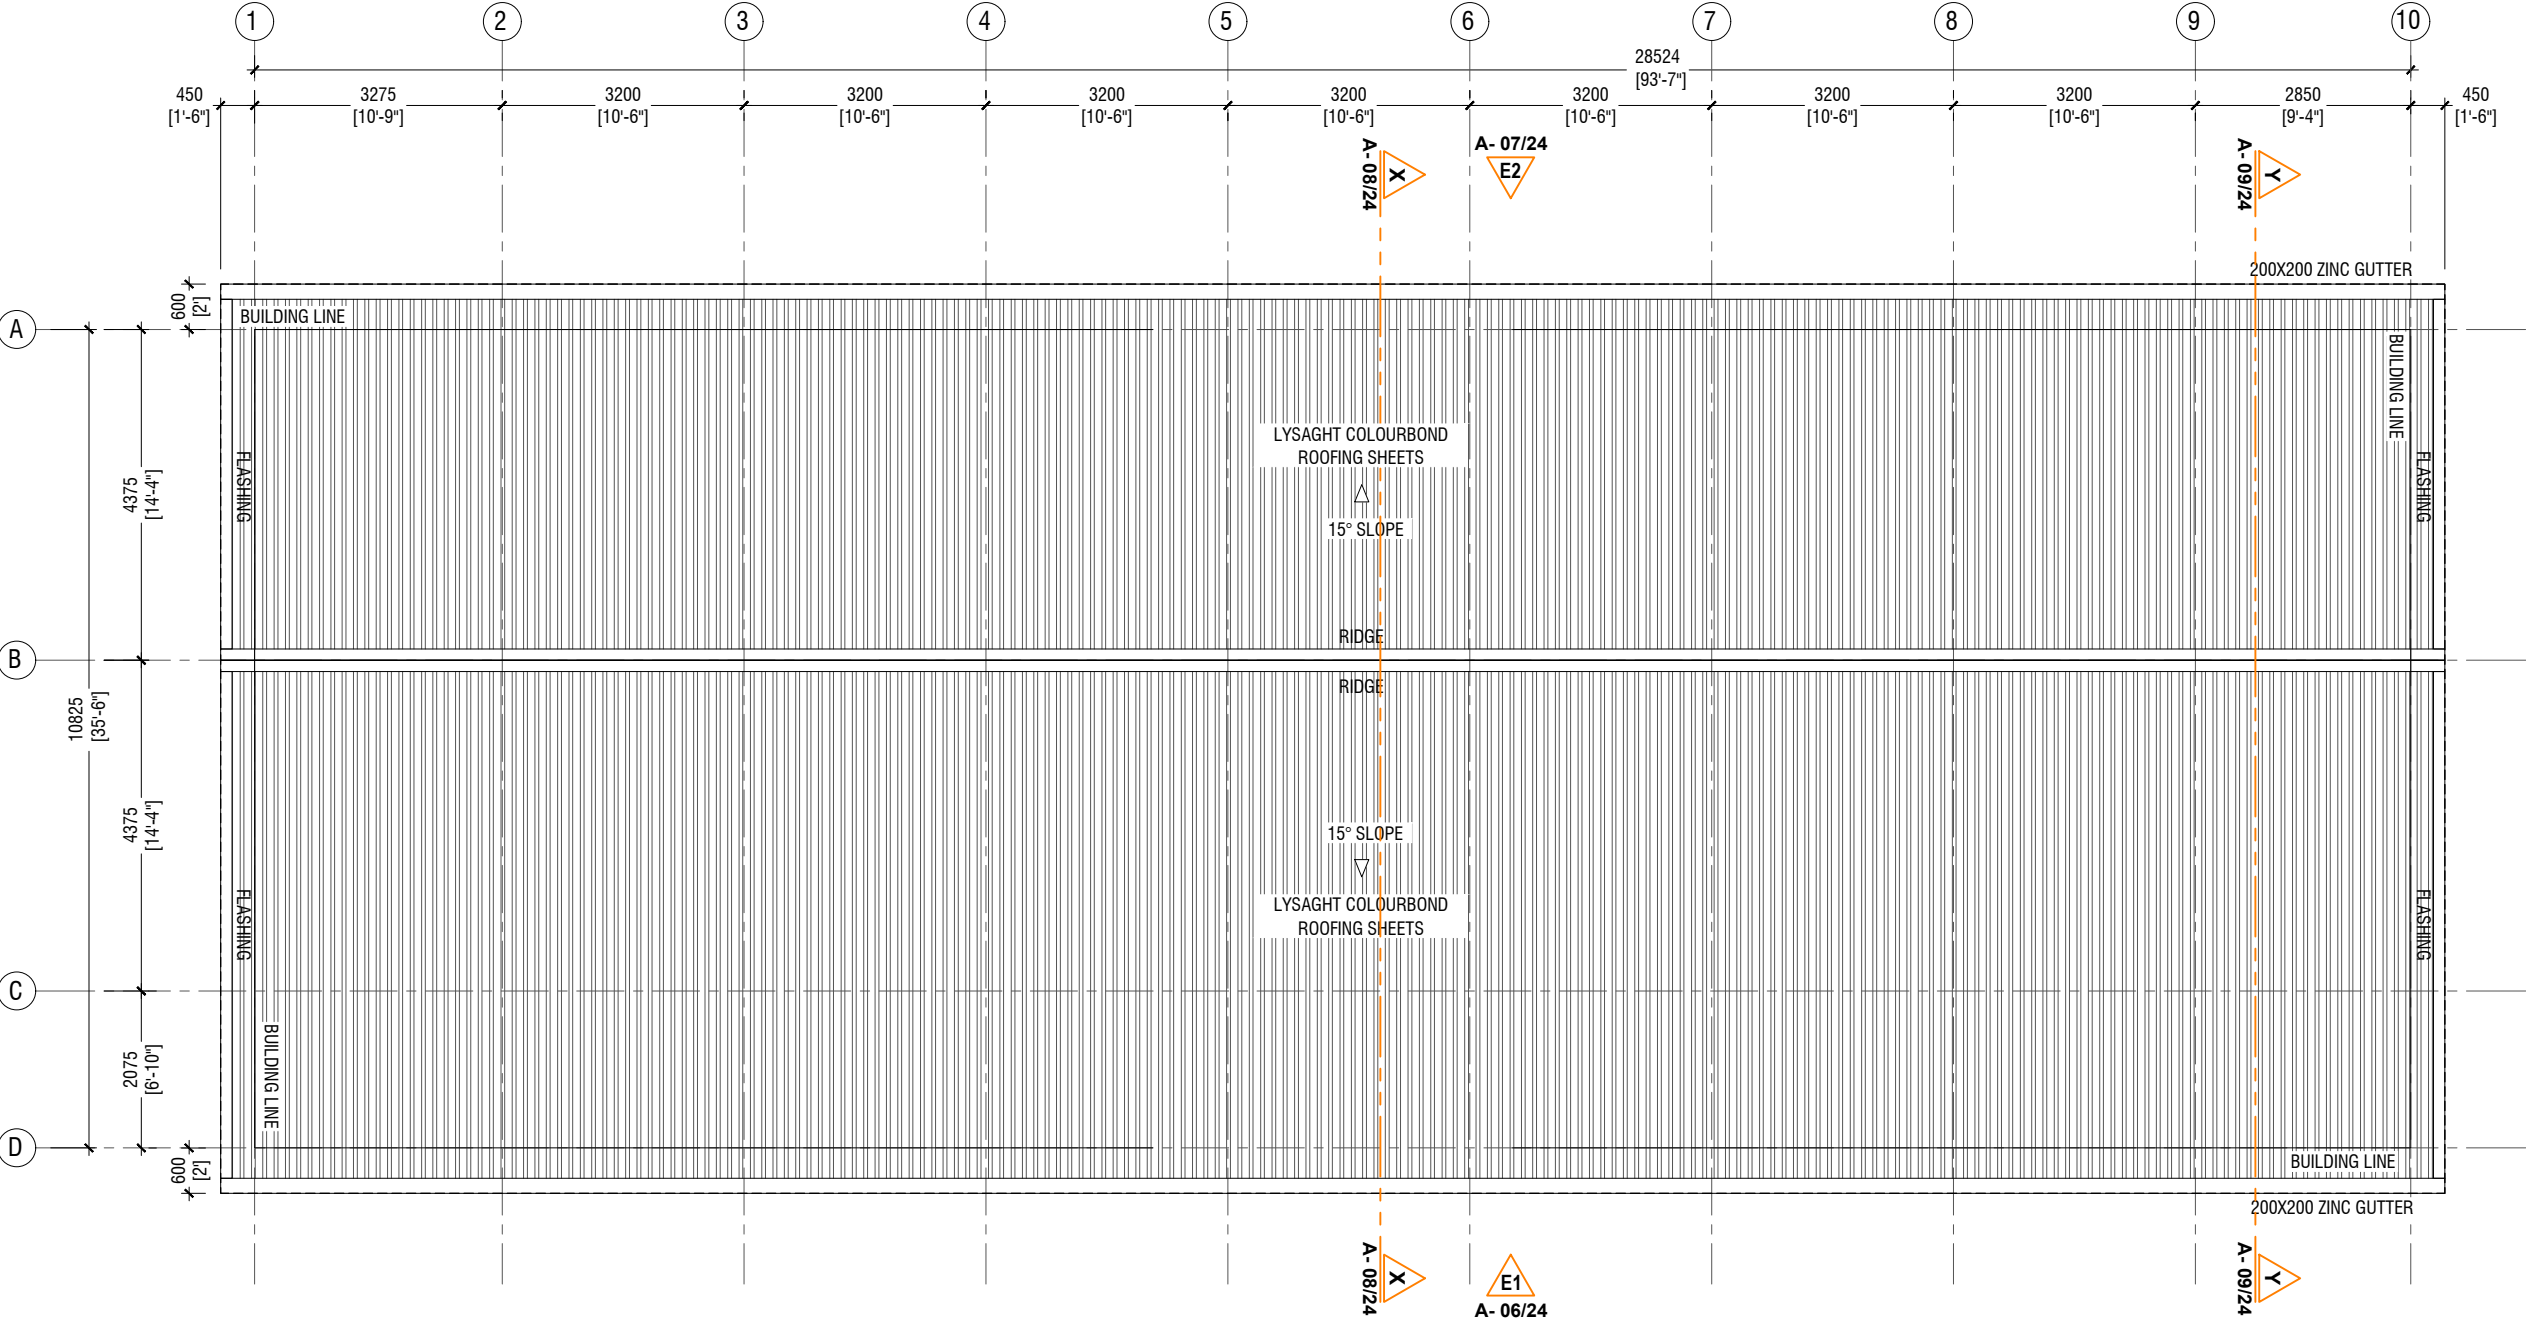 1 2 3 4 5 6 7 8 9 10
28524
[93'-7"]
450 3275 3200 3200 3200 3200 3200 3200 3200 2850 450
[1'-6"] [10'-9"] [10'-6"] [10'-6"] [10'-6"] [10'-6"] [10'-6"] [10'-6"] [10'-6"] [9'-4"] [1'-6"]
A- 08/24
X
A- 07/24
E2
A- 09/24
Y
200X200 ZINC GUTTER
600
[2']
BUILDING LINE
A
BUILDING LINE
LYSAGHT COLOURBOND
ROOFING SHEETS
15° SLOPE
FLASHING
FLASHING
4375
[14'-4"]
RIDGE
B
RIDGE
10825
[35'-6"]
4375
[14'-4"]
15° SLOPE
LYSAGHT COLOURBOND
ROOFING SHEETS
FLASHING
FLASHING
C
2075
[6'-10"]
BUILDING LINE
D
600
[2']
BUILDING LINE
200X200 ZINC GUTTER
A- 08/24
X
E1
A- 06/24
A- 09/24
Y